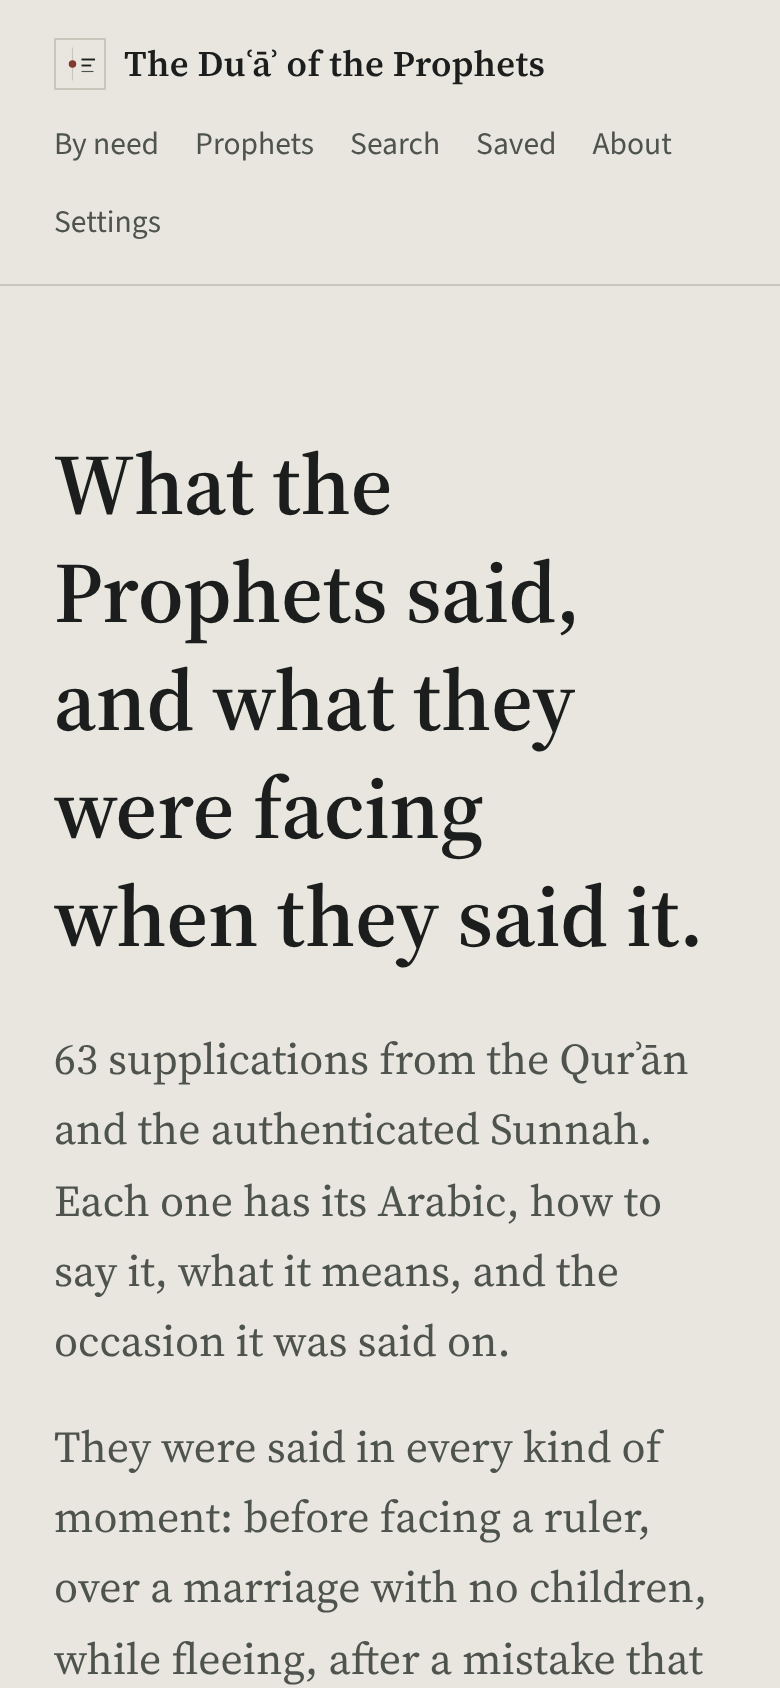 The Duʿāʾ of the Prophets
By need Prophets Search Saved About
Settings
What the
Prophets said,
and what they
were facing
when they said it.
63 supplications from the Qurʾān
and the authenticated Sunnah.
Each one has its Arabic, how to
say it, what it means, and the
occasion it was said on.
They were said in every kind of
moment: before facing a ruler,
over a marriage with no children,
while fleeing, after a mistake that